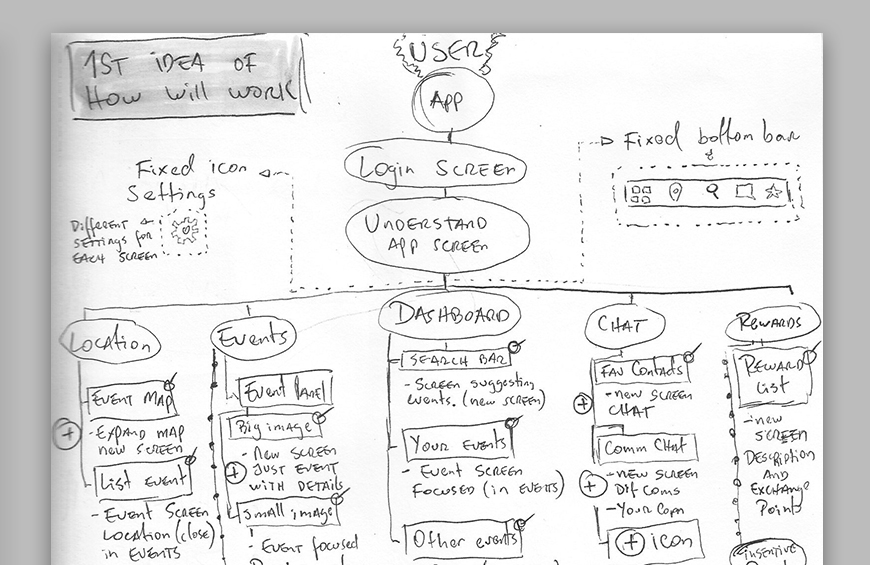 1ST iDEA OF
How will work
USER
App
Login SCREEN
Fixed bottom bar
Fixed icon
Settings
Different
settings for
EACH SCREEN
UNDERSTAND
App SCREEN
Location
Events
DASHBOARD
CHAT
REWARDS
EVENT MAP
- EXPAND MAP
new SCREEN
List EVENT
- EVENT SCREEN
LOCATION (close)
in EVENTS
Event Panel
Big image
- NEW SCREEN
JUST EVENT
WITH DETAILS
Small image
- EVENT focused
SEARCH BAR
- SCREEN suggesting
events. (new SCREEN)
YOUR EVENTS
- EVENT SCREEN
FOCUSED (in EVENTS)
Other events
FAV Contacts
- new SCREEN
CHAT
Comm CHAT
- NEW SCREEN
Dif Coms
- Your
+ icon
REWARD
List
- new
SCREEN
DESCRIPTION
AND
EXCHANGE
Points